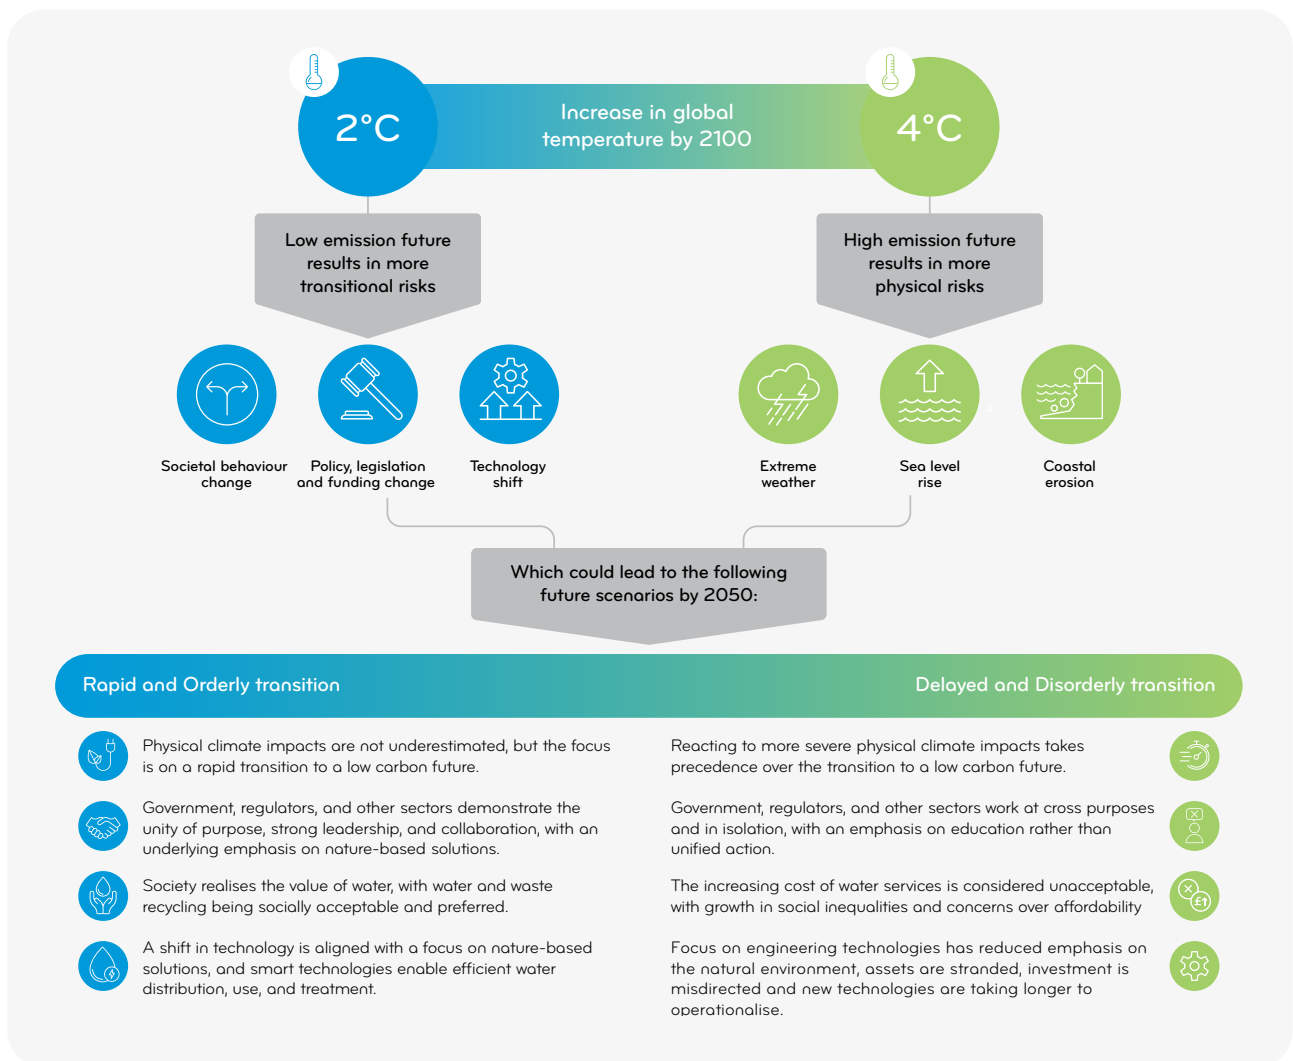 2°C
Increase in global
temperature by 2100
4°C
Low emission future
results in more
transitional risks
High emission future
results in more
physical risks
Societal behaviour
change
Policy, legislation
and funding change
Technology
shift
Extreme
weather
Sea level
rise
Coastal
erosion
Which could lead to the following
future scenarios by 2050:
Rapid and Orderly transition
Delayed and Disorderly transition
Physical climate impacts are not underestimated, but the focus
is on a rapid transition to a low carbon future.
Reacting to more severe physical climate impacts takes
precedence over the transition to a low carbon future.
Government, regulators, and other sectors demonstrate the
unity of purpose, strong leadership, and collaboration, with an
underlying emphasis on nature-based solutions.
Government, regulators, and other sectors work at cross purposes
and in isolation, with an emphasis on education rather than
unified action.
Society realises the value of water, with water and waste
recycling being socially acceptable and preferred.
The increasing cost of water services is considered unacceptable,
with growth in social inequalities and concerns over affordability
£
A shift in technology is aligned with a focus on nature-based
solutions, and smart technologies enable efficient water
distribution, use, and treatment.
Focus on engineering technologies has reduced emphasis on
the natural environment, assets are stranded, investment is
misdirected and new technologies are taking longer to
operationalise.